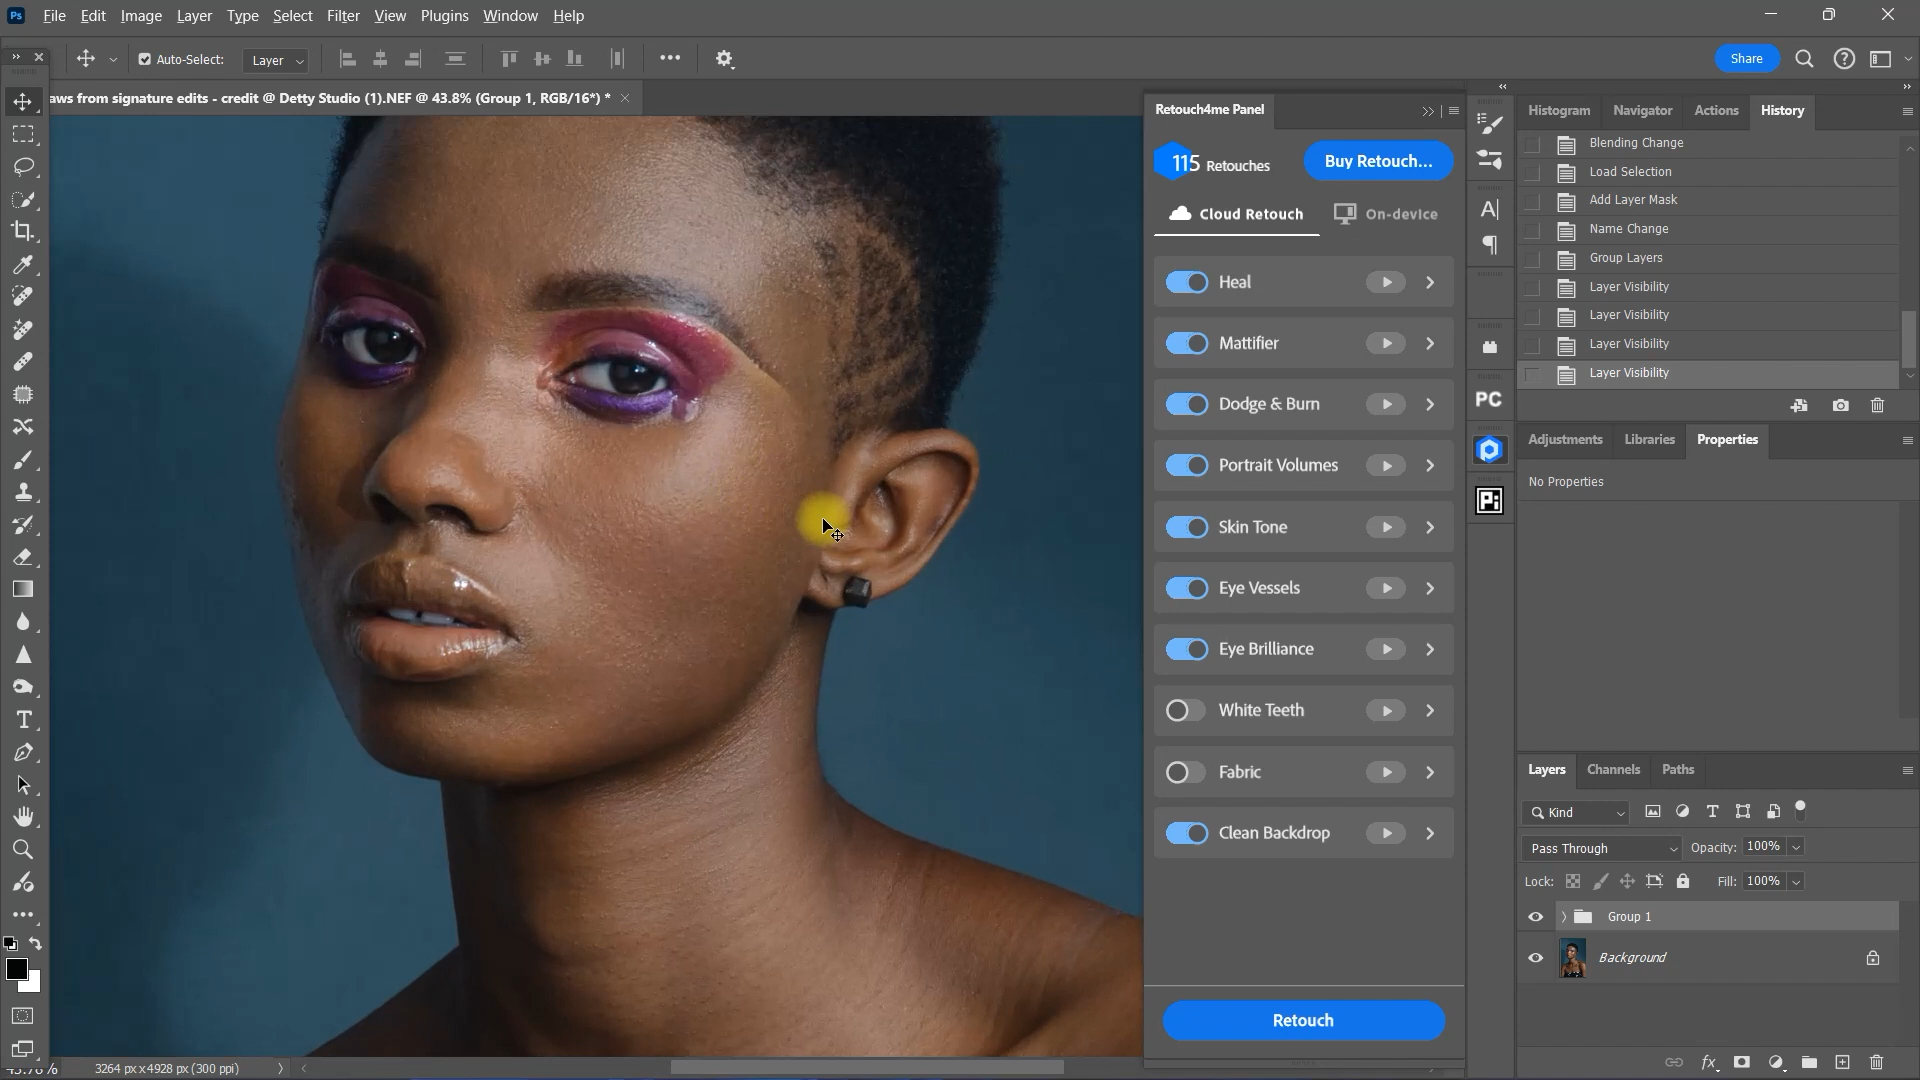 Ps File Edit Image Layer Type Select Filter View Plugins Window Help
Auto-Select: Layer
Share
aws from signature edits - credit @ Detty Studio (1).NEF @ 43.8% (Group 1, RGB/16*) *
Retouch4me Panel
115 Retouches
Buy Retouch...
Cloud Retouch
On-device
Heal
Mattifier
Dodge & Burn
Portrait Volumes
Skin Tone
Eye Vessels
Eye Brilliance
White Teeth
Fabric
Clean Backdrop
Retouch
A
PC
Pi
Histogram Navigator Actions History
Blending Change
Load Selection
Add Layer Mask
Name Change
Group Layers
Layer Visibility
Layer Visibility
Layer Visibility
Layer Visibility
Adjustments Libraries Properties
No Properties
Layers Channels Paths
Kind
Pass Through Opacity: 100%
Lock: Fill: 100%
Group 1
Background
fx
3264 px x 4928 px (300 ppi)